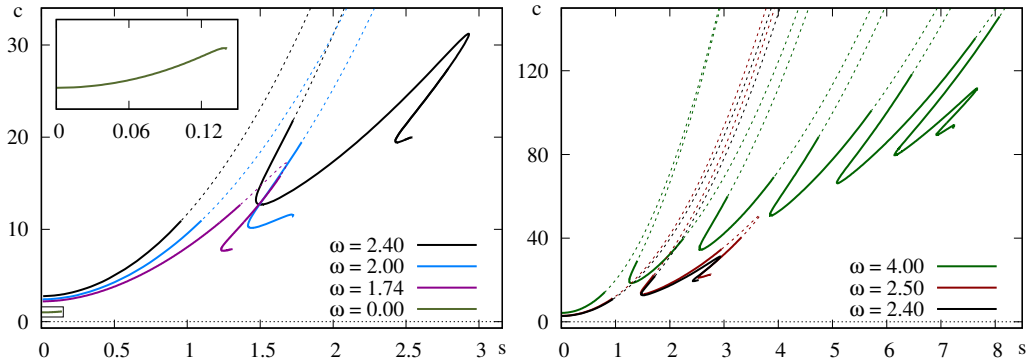 c
30
20
10
0
0 0.06 0.12
ω = 2.40
ω = 2.00
ω = 1.74
ω = 0.00
0 0.5 1 1.5 2 2.5 3 s
c
120
80
40
0
ω = 4.00
ω = 2.50
ω = 2.40
0 1 2 3 4 5 6 7 8 s